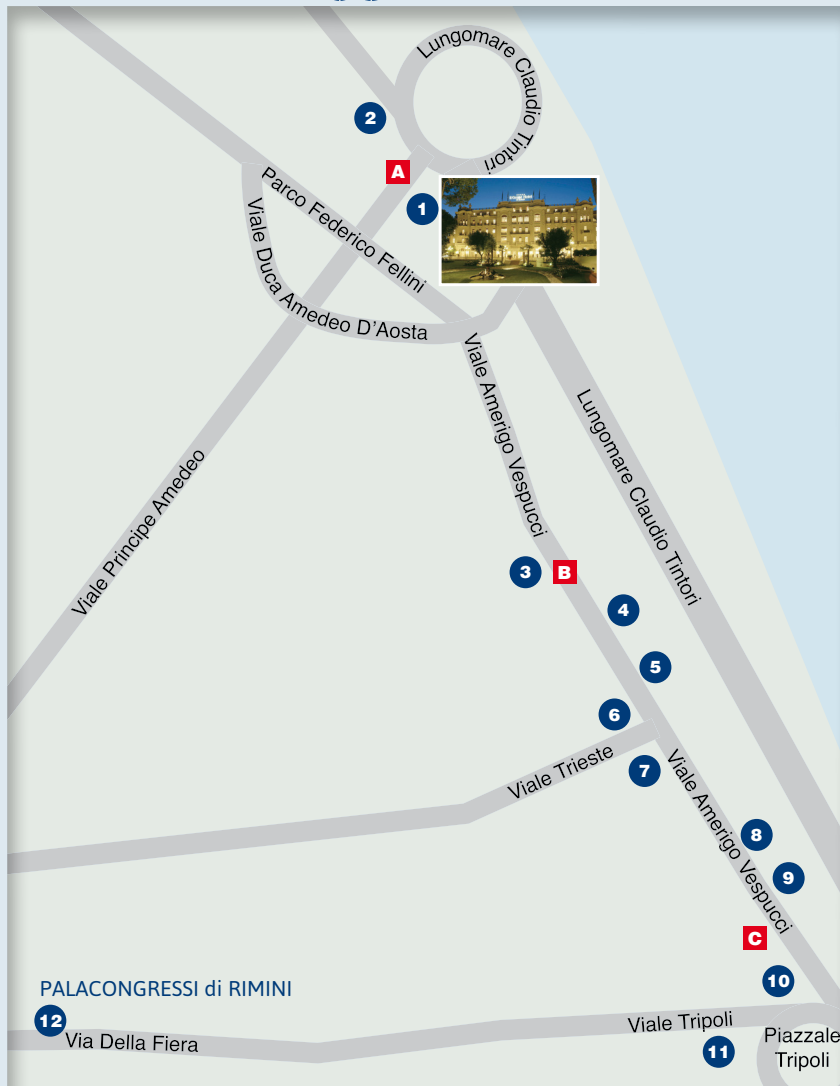 Lungomare Claudio Tintori
2
A
1
Parco Federico Fellini
Viale Duca Amedeo D'Aosta
Viale Amerigo Vespucci
Lungomare Claudio Tintori
Viale Principe Amedeo
3
B
4
5
6
Viale Trieste
7
Viale Amerigo Vespucci
8
9
C
10
PALACONGRESSI di RIMINI
12
Via Della Fiera
Viale Tripoli
11
Piazzale
Tripoli